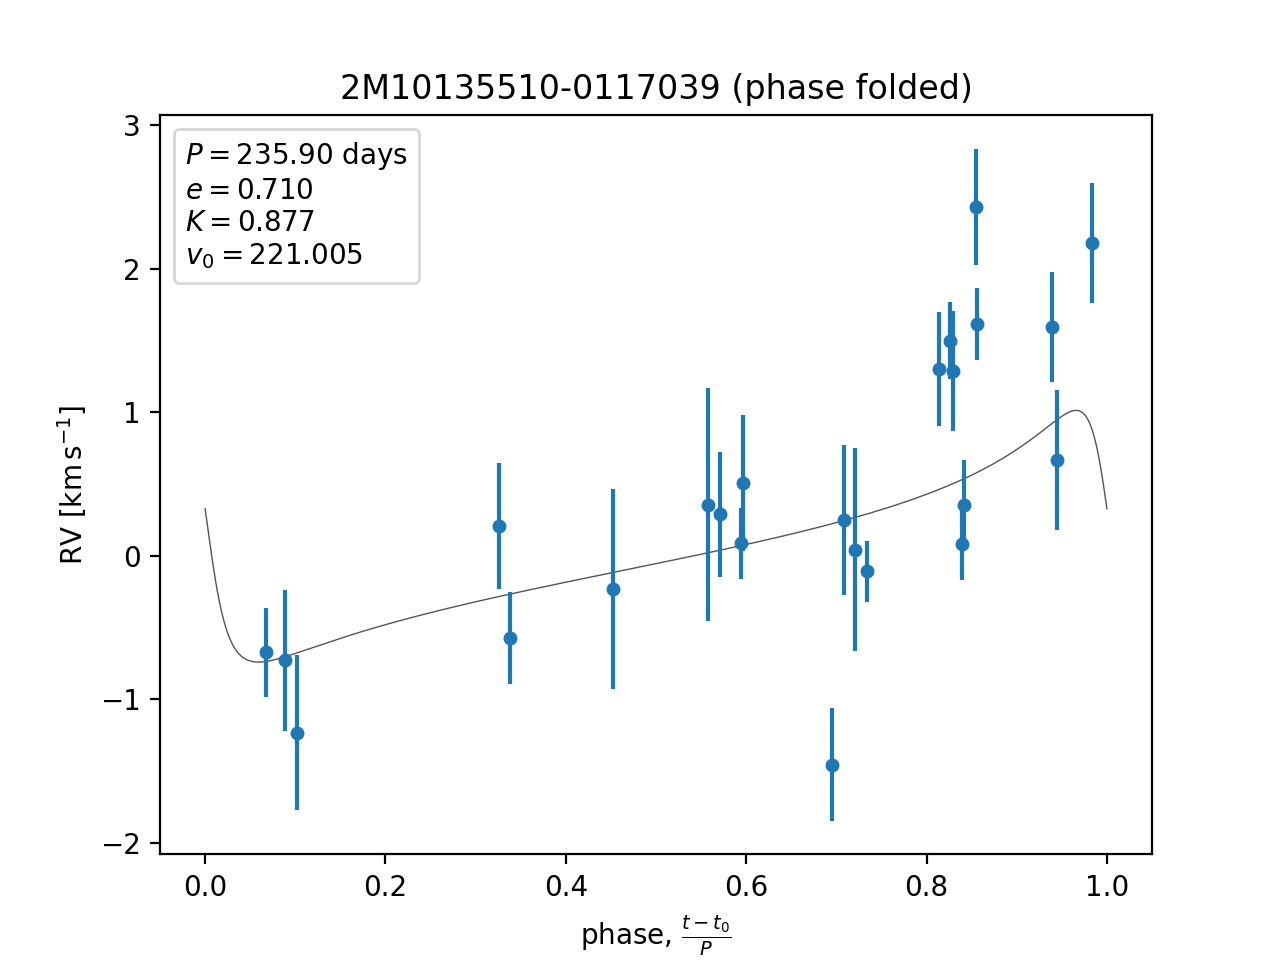 2M10135510-0117039 (phase folded)
P = 235.90 days
e = 0.710
K = 0.877
v₀ = 221.005
RV [km s⁻¹]
3
2
1
0
−1
−2
0.0 0.2 0.4 0.6 0.8 1.0
phase, (t − t₀)/P